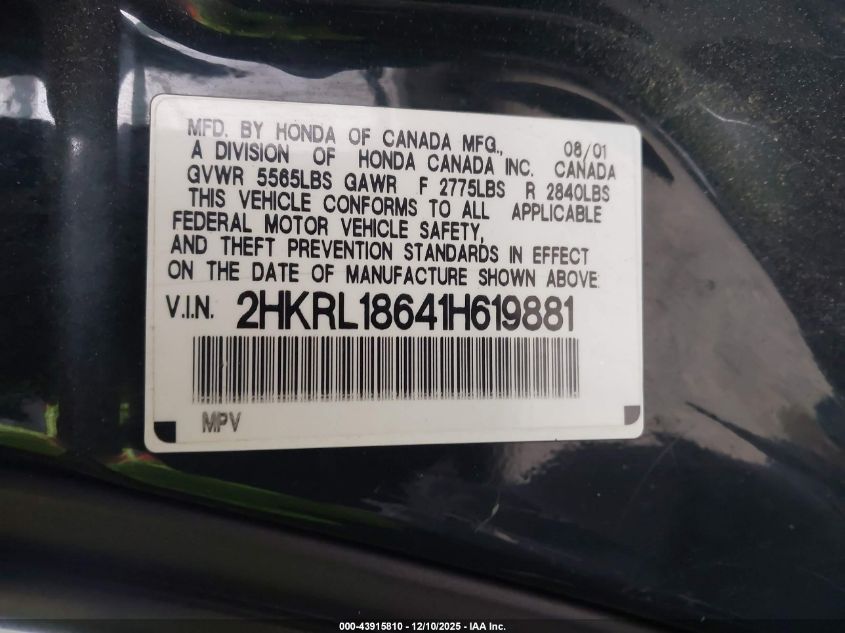 MFD. BY HONDA OF CANADA MFG., 08/01
A DIVISION OF HONDA CANADA INC. CANADA
GVWR 5565LBS GAWR F 2775LBS R 2840LBS
THIS VEHICLE CONFORMS TO ALL APPLICABLE
FEDERAL MOTOR VEHICLE SAFETY,
AND THEFT PREVENTION STANDARDS IN EFFECT
ON THE DATE OF MANUFACTURE SHOWN ABOVE.
V.I.N. 2HKRL18641H619881
MPV
000-43915810 - 12/10/2025 - IAA Inc.